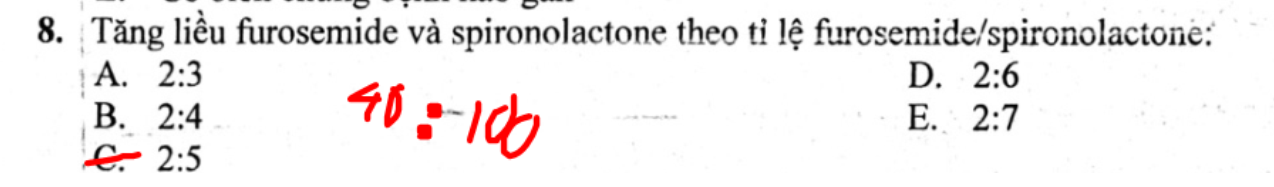 8. Tăng liều furosemide và spironolactone theo tỉ lệ furosemide/spironolactone:
A. 2:3
B. 2:4
C. 2:5
40:100
D. 2:6
E. 2:7